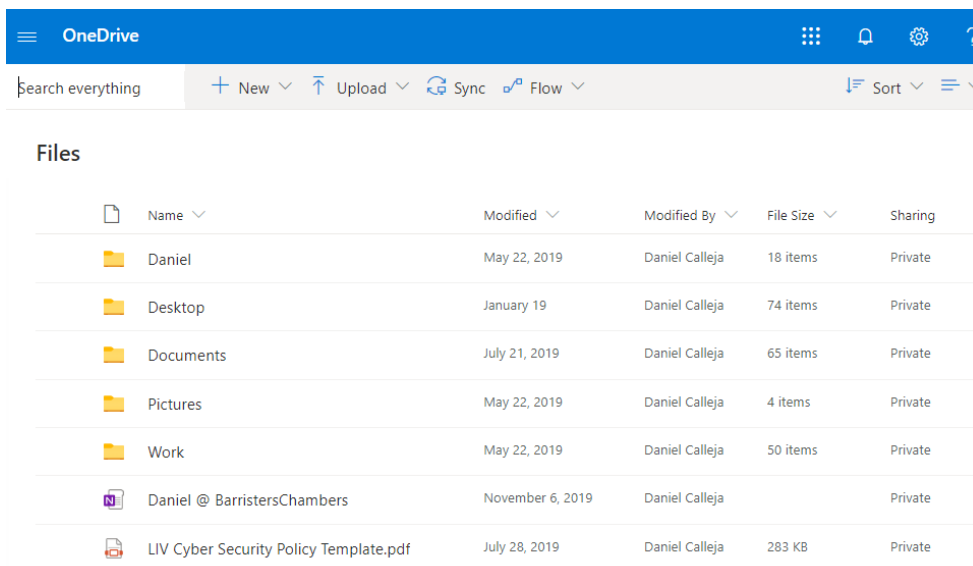 OneDrive
Search everything New Upload Sync Flow Sort
Files
Name Modified Modified By File Size Sharing
Daniel May 22, 2019 Daniel Calleja 18 items Private
Desktop January 19 Daniel Calleja 74 items Private
Documents July 21, 2019 Daniel Calleja 65 items Private
Pictures May 22, 2019 Daniel Calleja 4 items Private
Work May 22, 2019 Daniel Calleja 50 items Private
Daniel @ BarristersChambers November 6, 2019 Daniel Calleja Private
LIV Cyber Security Policy Template.pdf July 28, 2019 Daniel Calleja 283 KB Private